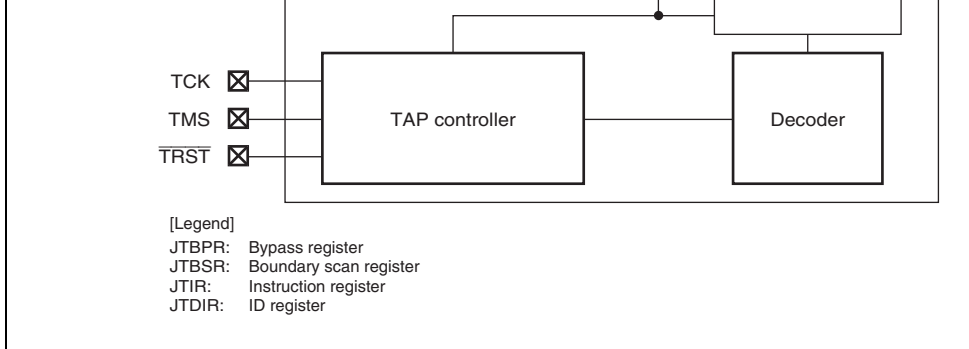 TCK
TMS
TRST
TAP controller
Decoder
[Legend]
JTBPR: Bypass register
JTBSR: Boundary scan register
JTIR: Instruction register
JTDIR: ID register